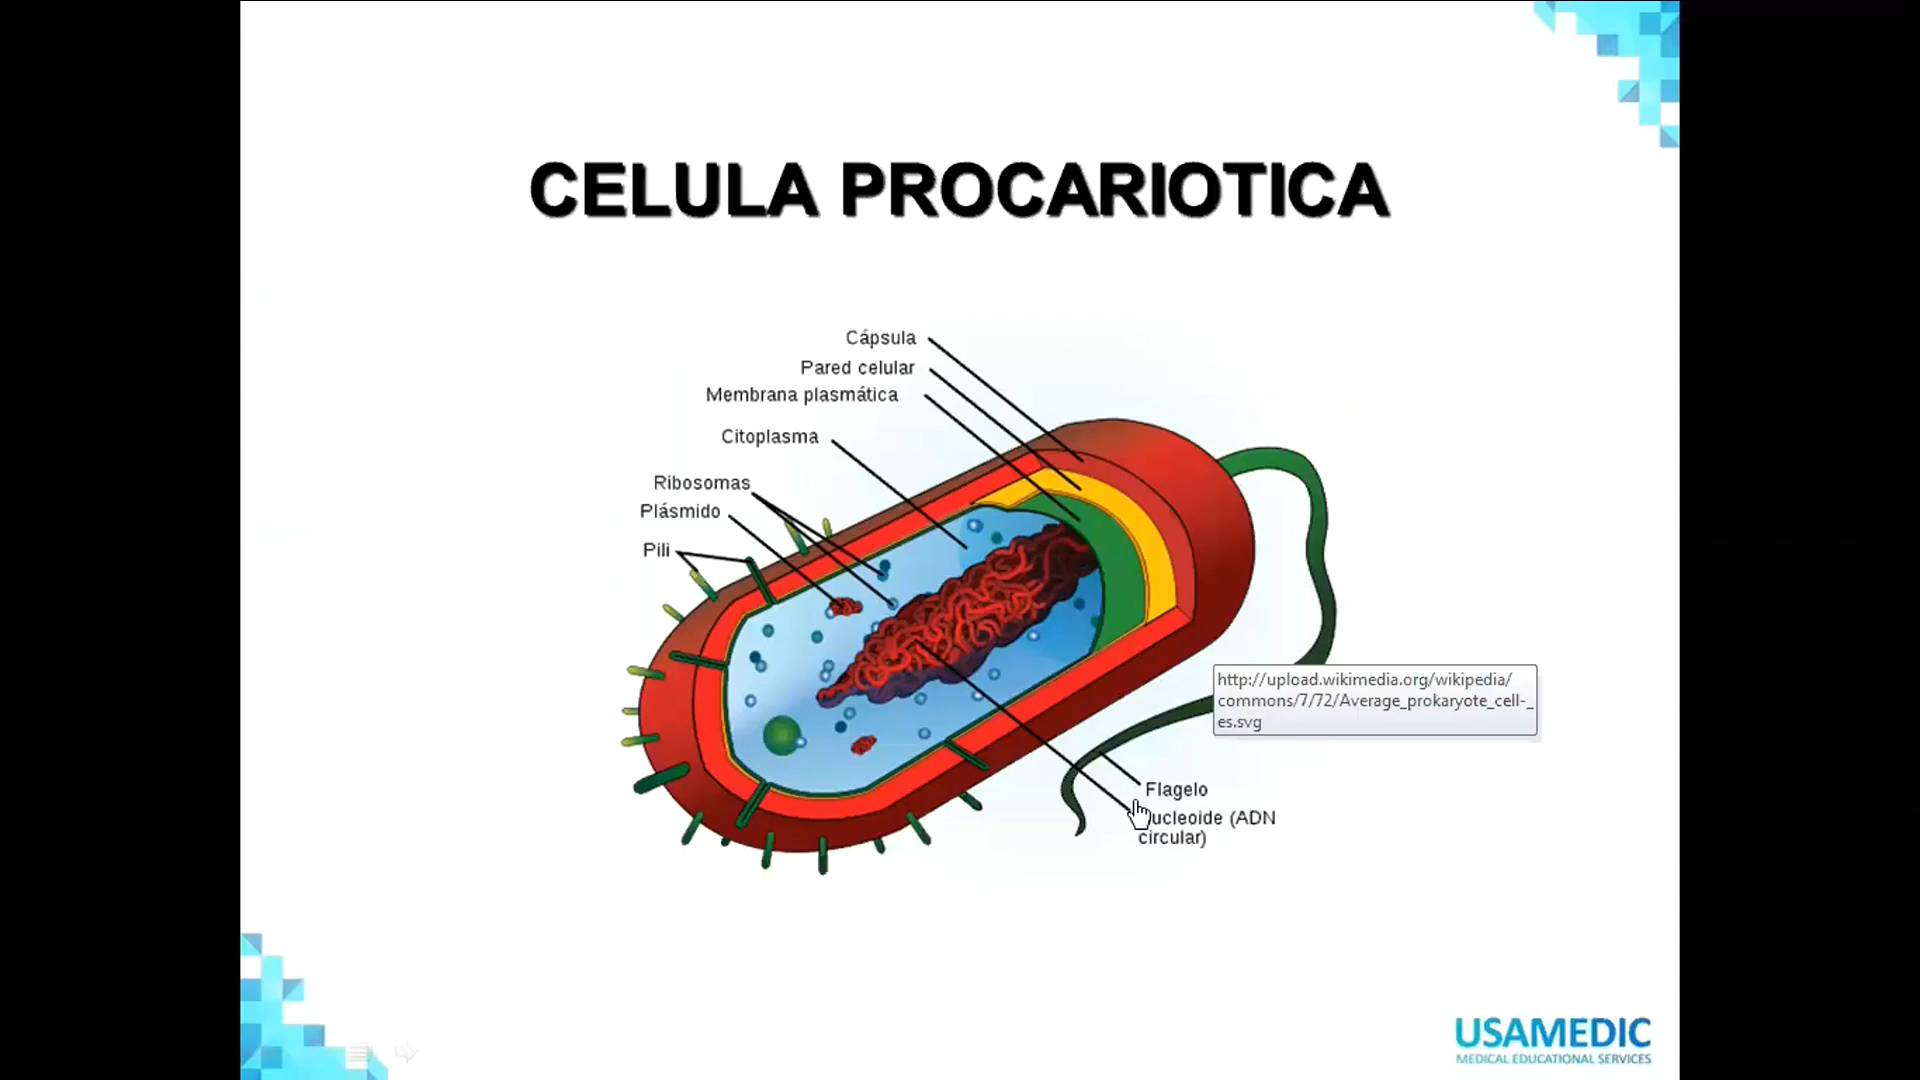 CELULA PROCARIOTICA
Cápsula
Pared celular
Membrana plasmática
Citoplasma
Ribosomas
Plásmido
Pili
http://upload.wikimedia.org/wikipedia/
commons/7/72/Average_prokaryote_cell-_
es.svg
Flagelo
ucleoide (ADN
circular)
USAMEDIC
MEDICAL EDUCATIONAL SERVICES